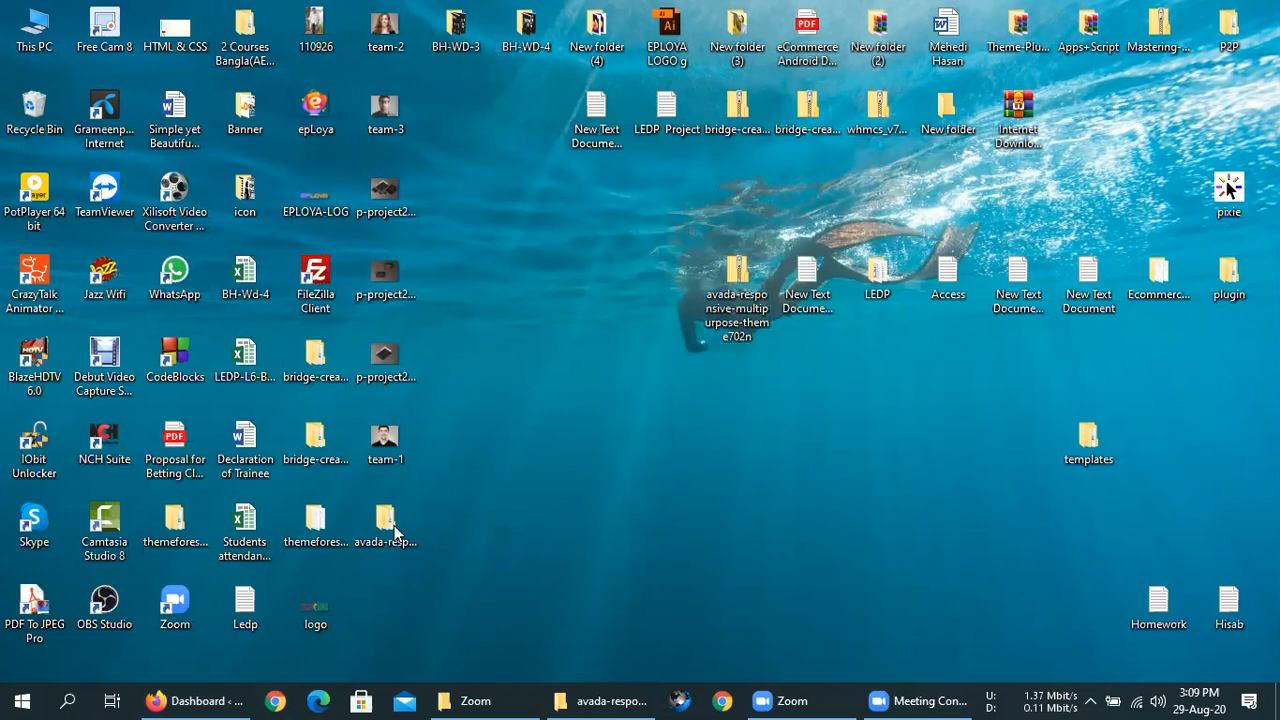 This PC
Free Cam 8
HTML & CSS
2 Courses
Bangla(AE...
110926
team-2
BH-WD-3
BH-WD-4
New folder
(4)
EPLOYA
LOGO g
New folder
(3)
eCommerce
Android D...
New folder
(2)
Mehedi
Hasan
Theme-Plu...
Apps+Script
Mastering-...
P2P
Recycle Bin
Grameenp...
Internet
Simple yet
Beautifu...
Banner
epLoya
team-3
New Text
Docume...
LEDP Project
bridge-crea...
bridge-crea...
whmcs_v7...
New folder
Internet
Downlo...
PotPlayer 64
bit
TeamViewer
Xilisoft Video
Converter ...
icon
EPLOYA-LOG
p-project2...
pixie
CrazyTalk
Animator ...
Jazz Wifi
WhatsApp
BH-Wd-4
FileZilla
Client
p-project2...
avada-respo
nsive-multip
urpose-them
e702n
New Text
Docume...
LEDP
Access
New Text
Docume...
New Text
Document
Ecommerc...
plugin
BlazeHDTV
6.0
Debut Video
Capture S...
CodeBlocks
LEDP-L6-B...
bridge-crea...
p-project2...
IObit
Unlocker
NCH Suite
Proposal for
Betting Cl...
Declaration
of Trainee
bridge-crea...
team-1
templates
Skype
Camtasia
Studio 8
themefores...
Students
attendan...
themefores...
avada-resp...
PDF To JPEG
Pro
OBS Studio
Zoom
Ledp
logo
Homework
Hisab
Dashboard ‹ ...
Zoom
avada-respo...
Zoom
Meeting Con...
U: 1.37 Mbit/s
D: 0.11 Mbit/s
3:09 PM
29-Aug-20